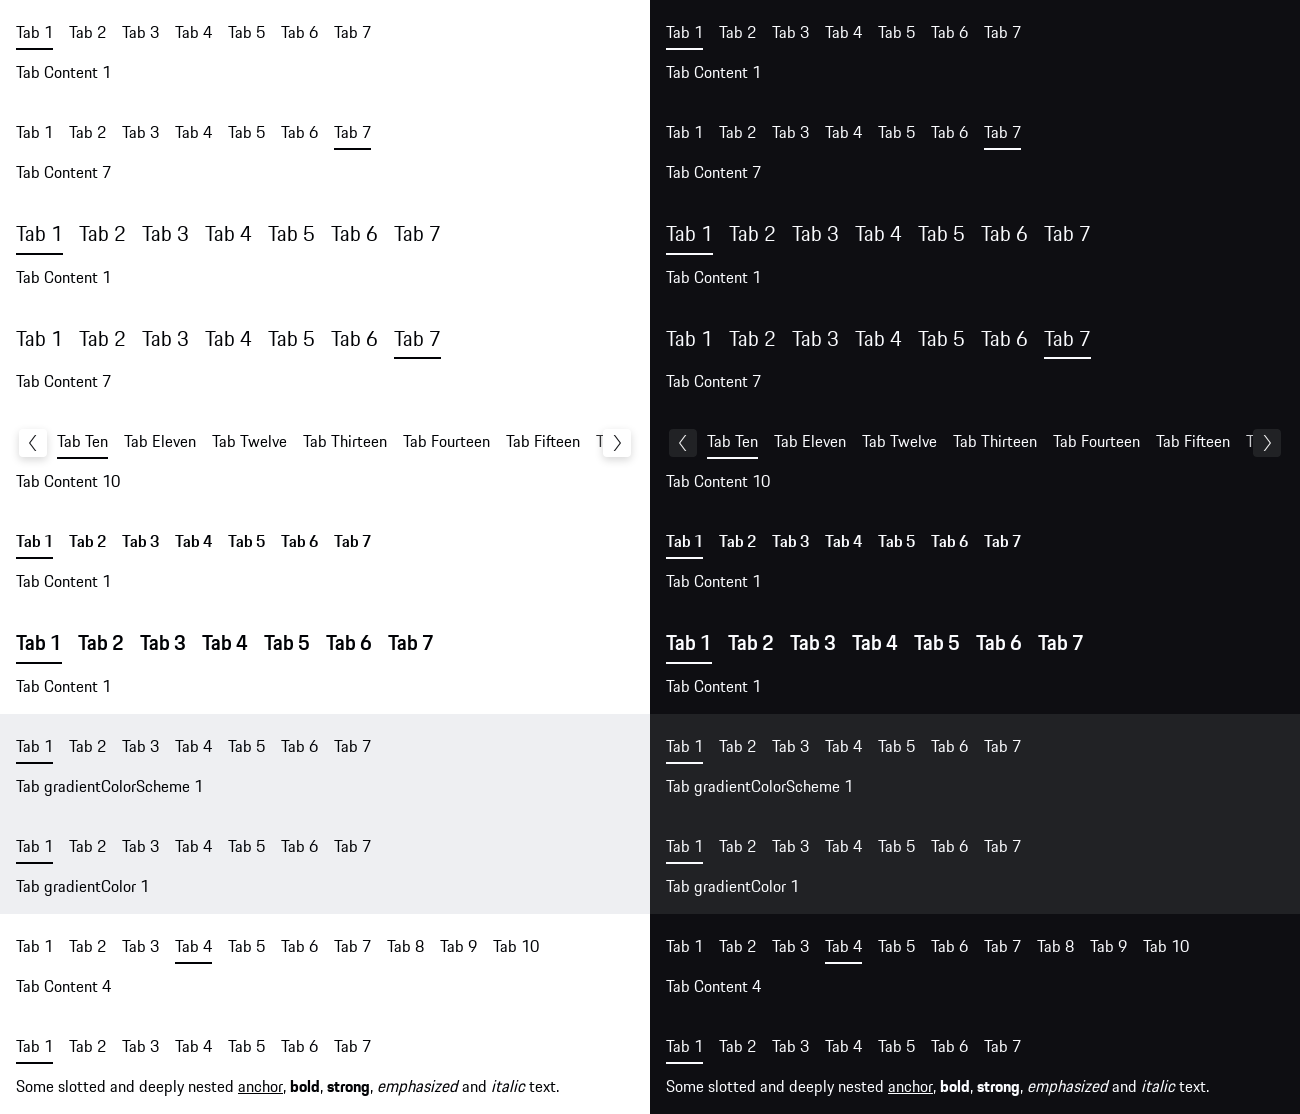 Tab 1 Tab 2 Tab 3 Tab 4 Tab 5 Tab 6 Tab 7
Tab Content 1
Tab 1 Tab 2 Tab 3 Tab 4 Tab 5 Tab 6 Tab 7
Tab Content 7
Tab 1 Tab 2 Tab 3 Tab 4 Tab 5 Tab 6 Tab 7
Tab Content 1
Tab 1 Tab 2 Tab 3 Tab 4 Tab 5 Tab 6 Tab 7
Tab Content 7
Tab Ten Tab Eleven Tab Twelve Tab Thirteen Tab Fourteen Tab Fifteen
Tab Content 10
Tab 1 Tab 2 Tab 3 Tab 4 Tab 5 Tab 6 Tab 7
Tab Content 1
Tab 1 Tab 2 Tab 3 Tab 4 Tab 5 Tab 6 Tab 7
Tab Content 1
Tab 1 Tab 2 Tab 3 Tab 4 Tab 5 Tab 6 Tab 7
Tab gradientColorScheme 1
Tab 1 Tab 2 Tab 3 Tab 4 Tab 5 Tab 6 Tab 7
Tab gradientColor 1
Tab 1 Tab 2 Tab 3 Tab 4 Tab 5 Tab 6 Tab 7 Tab 8 Tab 9 Tab 10
Tab Content 4
Tab 1 Tab 2 Tab 3 Tab 4 Tab 5 Tab 6 Tab 7
Some slotted and deeply nested anchor, bold, strong, emphasized and italic text.
Tab 1 Tab 2 Tab 3 Tab 4 Tab 5 Tab 6 Tab 7
Tab Content 1
Tab 1 Tab 2 Tab 3 Tab 4 Tab 5 Tab 6 Tab 7
Tab Content 7
Tab 1 Tab 2 Tab 3 Tab 4 Tab 5 Tab 6 Tab 7
Tab Content 1
Tab 1 Tab 2 Tab 3 Tab 4 Tab 5 Tab 6 Tab 7
Tab Content 7
Tab Ten Tab Eleven Tab Twelve Tab Thirteen Tab Fourteen Tab Fifteen
Tab Content 10
Tab 1 Tab 2 Tab 3 Tab 4 Tab 5 Tab 6 Tab 7
Tab Content 1
Tab 1 Tab 2 Tab 3 Tab 4 Tab 5 Tab 6 Tab 7
Tab Content 1
Tab 1 Tab 2 Tab 3 Tab 4 Tab 5 Tab 6 Tab 7
Tab gradientColorScheme 1
Tab 1 Tab 2 Tab 3 Tab 4 Tab 5 Tab 6 Tab 7
Tab gradientColor 1
Tab 1 Tab 2 Tab 3 Tab 4 Tab 5 Tab 6 Tab 7 Tab 8 Tab 9 Tab 10
Tab Content 4
Tab 1 Tab 2 Tab 3 Tab 4 Tab 5 Tab 6 Tab 7
Some slotted and deeply nested anchor, bold, strong, emphasized and italic text.